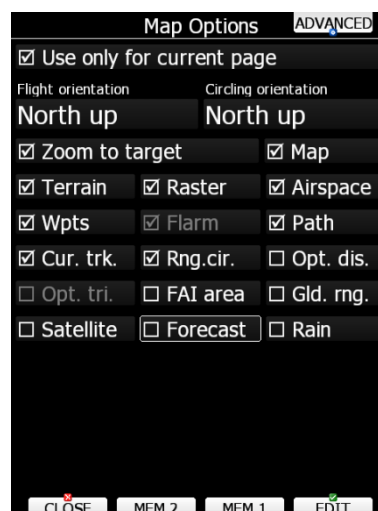 Map Options ADVANCED
Use only for current page
Flight orientation Circling orientation
North up North up
Zoom to target Map
Terrain Raster Airspace
Wpts Flarm Path
Cur. trk. Rng.cir. Opt. dis.
Opt. tri. FAI area Gld. rng.
Satellite Forecast Rain
CLOSE MEM 2 MEM 1 EDIT